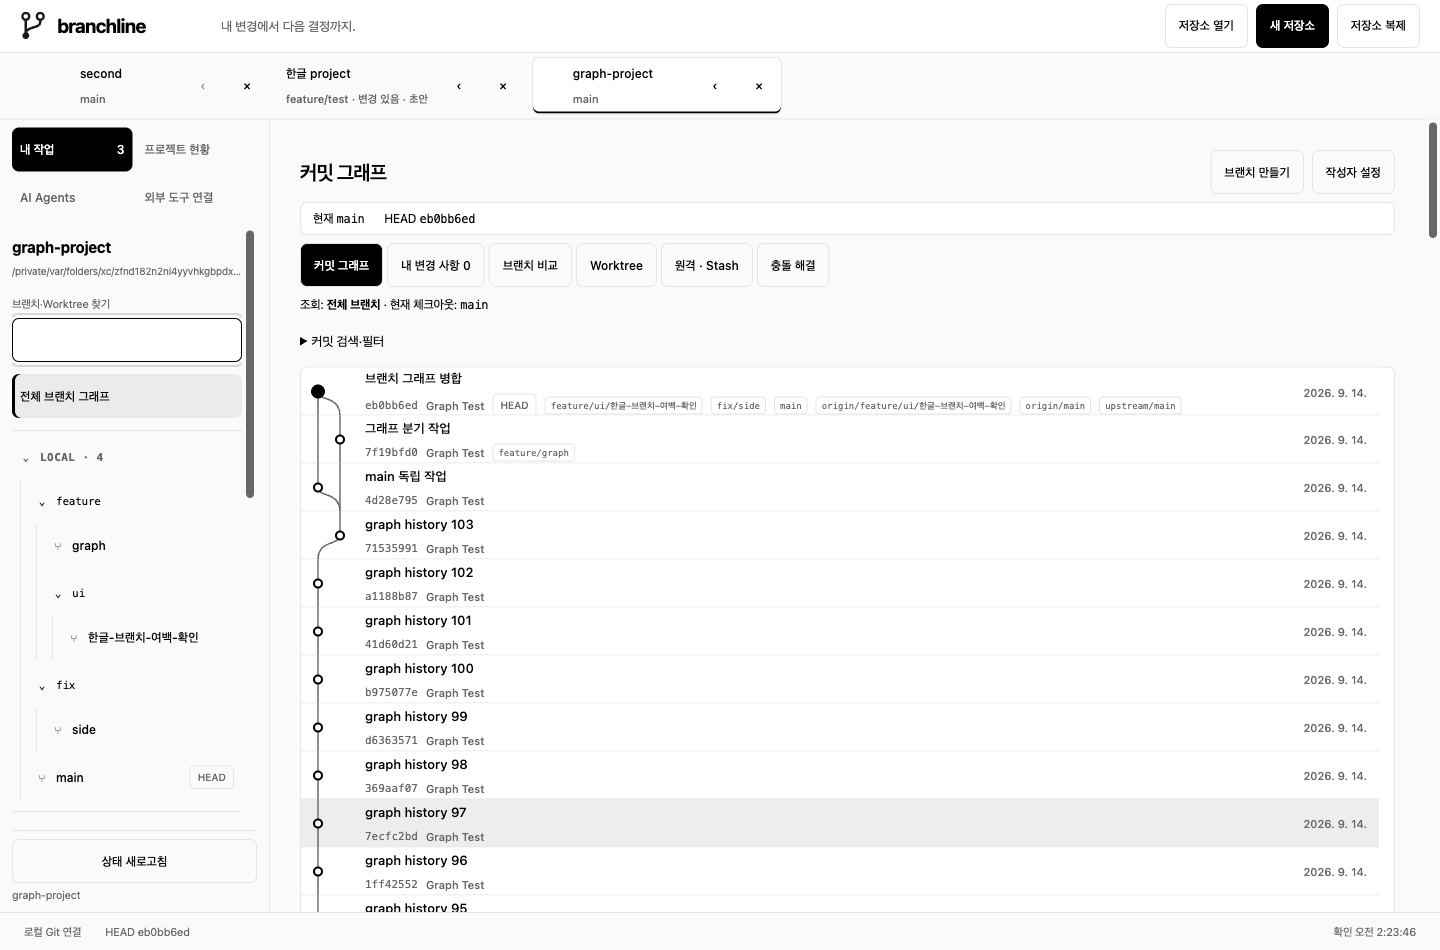 branchline
내 변경에서 다음 결정까지.
저장소 열기
새 저장소
저장소 복제
second
main
‹
×
한글 project
feature/test · 변경 있음 · 초안
‹
×
graph-project
main
‹
×
내 작업 3
프로젝트 현황
AI Agents
외부 도구 연결
graph-project
/private/var/folders/xc/zfnd182n2nl4yyvhkgbpdx...
브랜치·Worktree 찾기
전체 브랜치 그래프
LOCAL · 4
feature
graph
ui
한글-브랜치-여백-확인
fix
side
main HEAD
상태 새로고침
graph-project
커밋 그래프
브랜치 만들기
작성자 설정
현재 main HEAD eb0bb6ed
커밋 그래프
내 변경 사항 0
브랜치 비교
Worktree
원격 · Stash
충돌 해결
조회: 전체 브랜치 · 현재 체크아웃: main
▶ 커밋 검색·필터
브랜치 그래프 병합
eb0bb6ed Graph Test HEAD feature/ui/한글-브랜치-여백-확인 fix/side main origin/feature/ui/한글-브랜치-여백-확인 origin/main upstream/main
2026. 9. 14.
그래프 분기 작업
7f19bfd0 Graph Test feature/graph
2026. 9. 14.
main 독립 작업
4d28e795 Graph Test
2026. 9. 14.
graph history 103
71535991 Graph Test
2026. 9. 14.
graph history 102
a1188b87 Graph Test
2026. 9. 14.
graph history 101
41d60d21 Graph Test
2026. 9. 14.
graph history 100
b975077e Graph Test
2026. 9. 14.
graph history 99
d6363571 Graph Test
2026. 9. 14.
graph history 98
369aaf07 Graph Test
2026. 9. 14.
graph history 97
7ecfc2bd Graph Test
2026. 9. 14.
graph history 96
1ff42552 Graph Test
2026. 9. 14.
graph history 95
로컬 Git 연결
HEAD eb0bb6ed
확인 오전 2:23:46